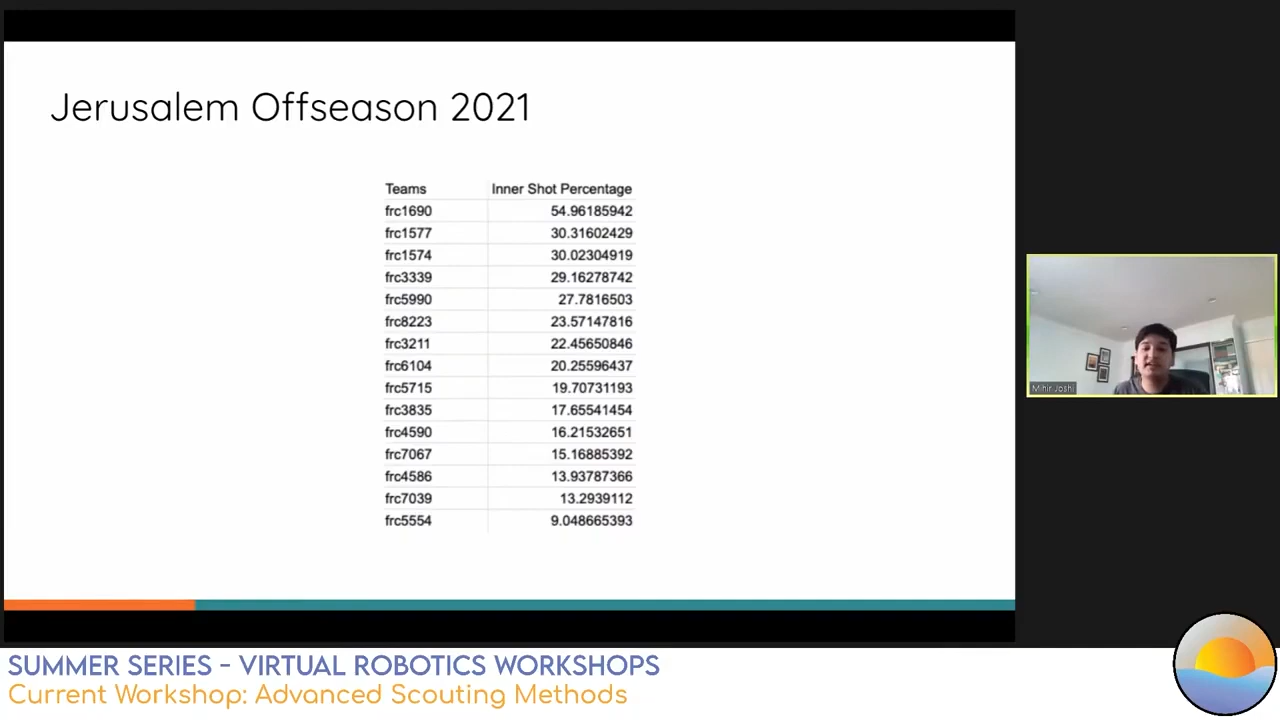 Jerusalem Offseason 2021
Teams Inner Shot Percentage
frc1690 54.96185942
frc1577 30.31602429
frc1574 30.02304919
frc3339 29.16278742
frc5990 27.7816503
frc8223 23.57147816
frc3211 22.45650846
frc6104 20.25596437
frc5715 19.70731193
frc3835 17.65541454
frc4590 16.21532651
frc7067 15.16885392
frc4586 13.93787366
frc7039 13.2939112
frc5554 9.048665393
Mihir Joshi
SUMMER SERIES - VIRTUAL ROBOTICS WORKSHOPS
Current Workshop: Advanced Scouting Methods